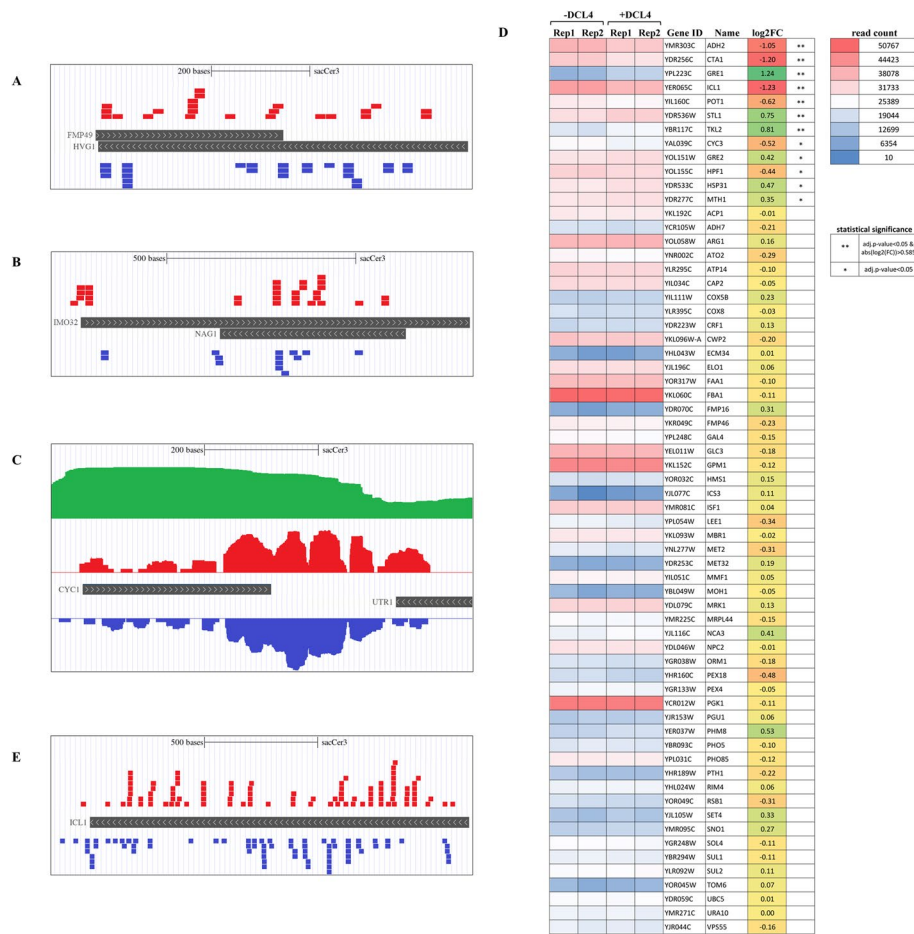 A
200 bases sacCer3
FMP49
HVG1
B
500 bases sacCer3
IMO32
NAG1
C
200 bases sacCer3
CYC1
UTR1
E
500 bases sacCer3
ICL1
D
-DCL4 +DCL4
Rep1 Rep2 Rep1 Rep2 Gene ID Name log2FC
YMR303C ADH2 -1.05 **
YDR256C CTA1 -1.20 **
YPL223C GRE1 1.24 **
YER065C ICL1 -1.23 **
YIL160C POT1 -0.62 **
YDR536W STL1 0.75 **
YBR117C TKL2 0.81 **
YAL039C CYC3 -0.52 *
YOL151W GRE2 0.42 *
YOL155C HPF1 -0.44 *
YDR533C HSP31 0.47 *
YDR277C MTH1 0.35 *
YKL192C ACP1 -0.01
YCR105W ADH7 -0.21
YOL058W ARG1 0.16
YNR002C ATO2 -0.29
YLR295C ATP14 -0.10
YIL034C CAP2 -0.05
YIL111W COX5B 0.23
YLR395C COX8 -0.03
YDR223W CRF1 0.13
YKL096W-A CWP2 -0.20
YHL043W ECM34 0.01
YJL196C ELO1 0.06
YOR317W FAA1 -0.10
YKL060C FBA1 -0.11
YDR070C FMP16 0.31
YKR049C FMP46 -0.23
YPL248C GAL4 -0.15
YEL011W GLC3 -0.18
YKL152C GPM1 -0.12
YOR032C HMS1 0.15
YJL077C ICS3 0.11
YMR081C ISF1 0.04
YPL054W LEE1 -0.34
YKL093W MBR1 -0.02
YNL277W MET2 -0.31
YDR253C MET32 0.19
YIL051C MMF1 0.05
YBL049W MOH1 -0.05
YDL079C MRK1 0.13
YMR225C MRPL44 -0.15
YJL116C NCA3 0.41
YDL046W NPC2 -0.01
YGR038W ORM1 -0.18
YHR160C PEX18 -0.48
YGR133W PEX4 -0.05
YCR012W PGK1 -0.11
YJR153W PGU1 0.06
YER037W PHM8 0.53
YBR093C PHO5 -0.10
YPL031C PHO85 -0.12
YHR189W PTH1 -0.22
YHL024W RIM4 0.06
YOR049C RSB1 -0.31
YJL105W SET4 0.33
YMR095C SNO1 0.27
YGR248W SOL4 -0.11
YBR294W SUL1 -0.11
YLR092W SUL2 0.11
YOR045W TOM6 0.07
YDR059C UBC5 0.01
YMR271C URA10 0.00
YJR044C VPS55 -0.16
read count
50767
44423
38078
31733
25389
19044
12699
6354
10
statistical significance
** adj.p-value<0.05 &
abs(log2(FC))>0.585
* adj.p-value<0.05